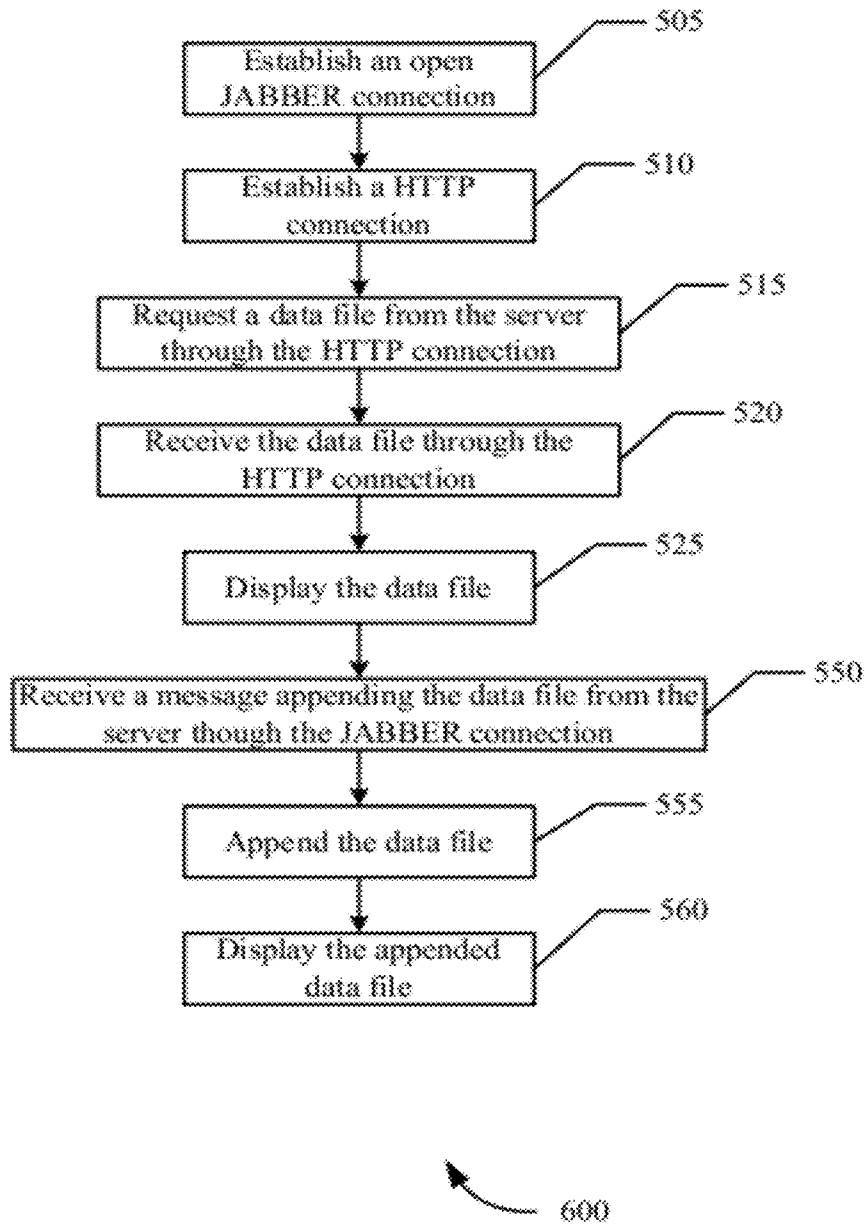 505
Establish an open
JABBER connection
510
Establish a HTTP
connection
515
Request a data file from the server
through the HTTP connection
520
Receive the data file through the
HTTP connection
525
Display the data file
550
Receive a message appending the data file from the
server though the JABBER connection
555
Append the data file
560
Display the appended
data file
600